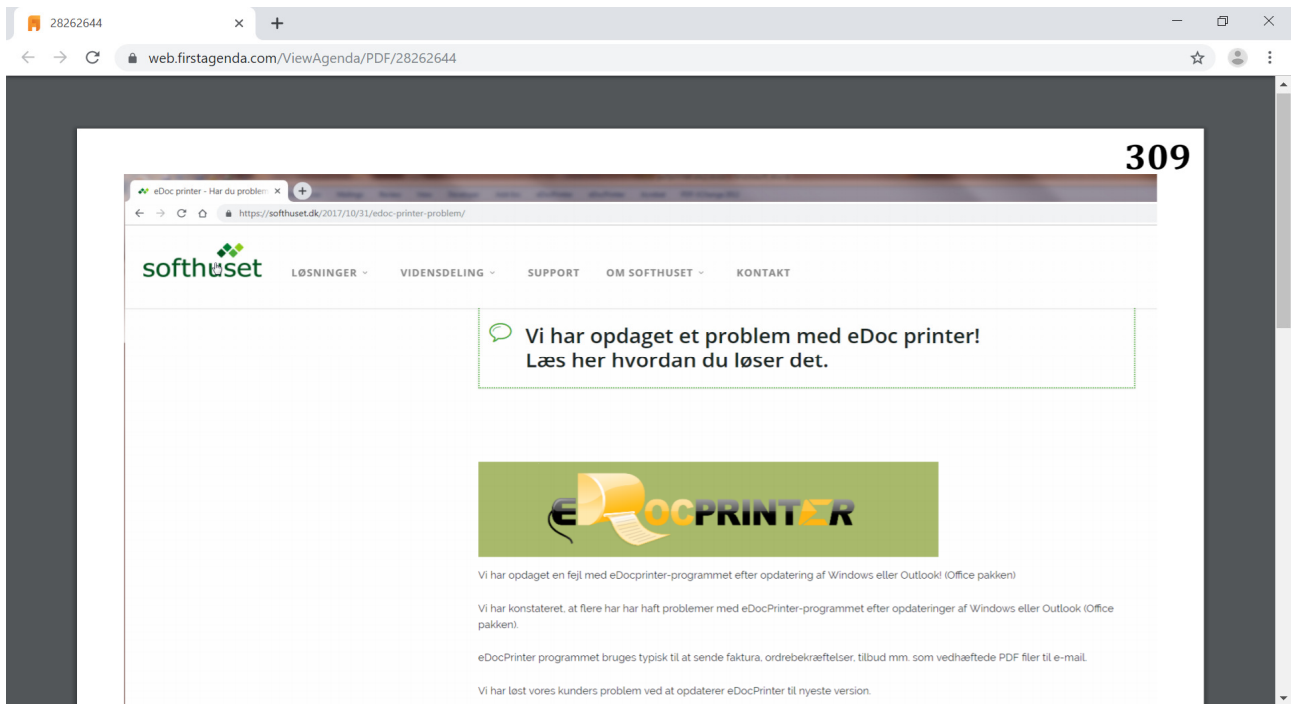 28262644
web.firstagenda.com/ViewAgenda/PDF/28262644
309
eDoc printer - Har du problem
https://softhuset.dk/2017/10/31/edoc-printer-problem/
softhuset
LØSNINGER
VIDENSDELING
SUPPORT
OM SOFTHUSET
KONTAKT
Vi har opdaget et problem med eDoc printer!
Læs her hvordan du løser det.
EDOCPRINTER
Vi har opdaget en fejl med eDocprinter-programmet efter opdatering af Windows eller Outlook! (Office pakken)
Vi har konstateret, at flere har har haft problemer med eDocPrinter-programmet efter opdateringer af Windows eller Outlook (Office
pakken).
eDocPrinter programmet bruges typisk til at sende faktura, ordrebekræftelser, tilbud mm. som vedhæftede PDF filer til e-mail.
Vi har løst vores kunders problem ved at opdaterer eDocPrinter til nyeste version.